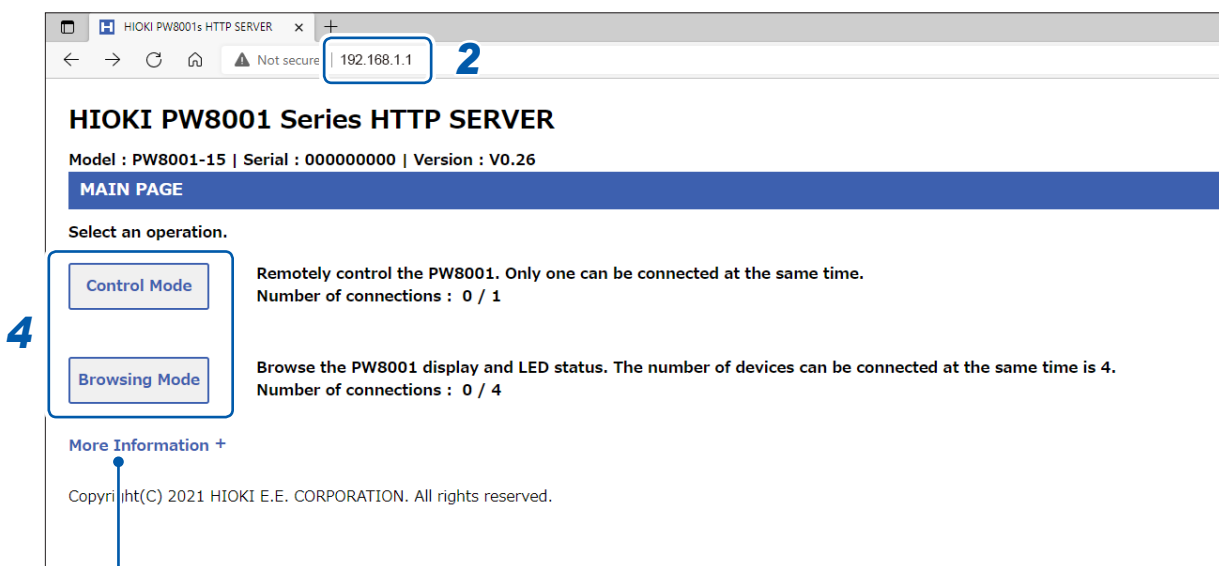 HIOKI PW8001s HTTP SERVER
Not secure 192.168.1.1
2
HIOKI PW8001 Series HTTP SERVER
Model : PW8001-15 | Serial : 000000000 | Version : V0.26
MAIN PAGE
Select an operation.
4
Control Mode
Remotely control the PW8001. Only one can be connected at the same time.
Number of connections : 0 / 1
Browsing Mode
Browse the PW8001 display and LED status. The number of devices can be connected at the same time is 4.
Number of connections : 0 / 4
More Information +
Copyright(C) 2021 HIOKI E.E. CORPORATION. All rights reserved.